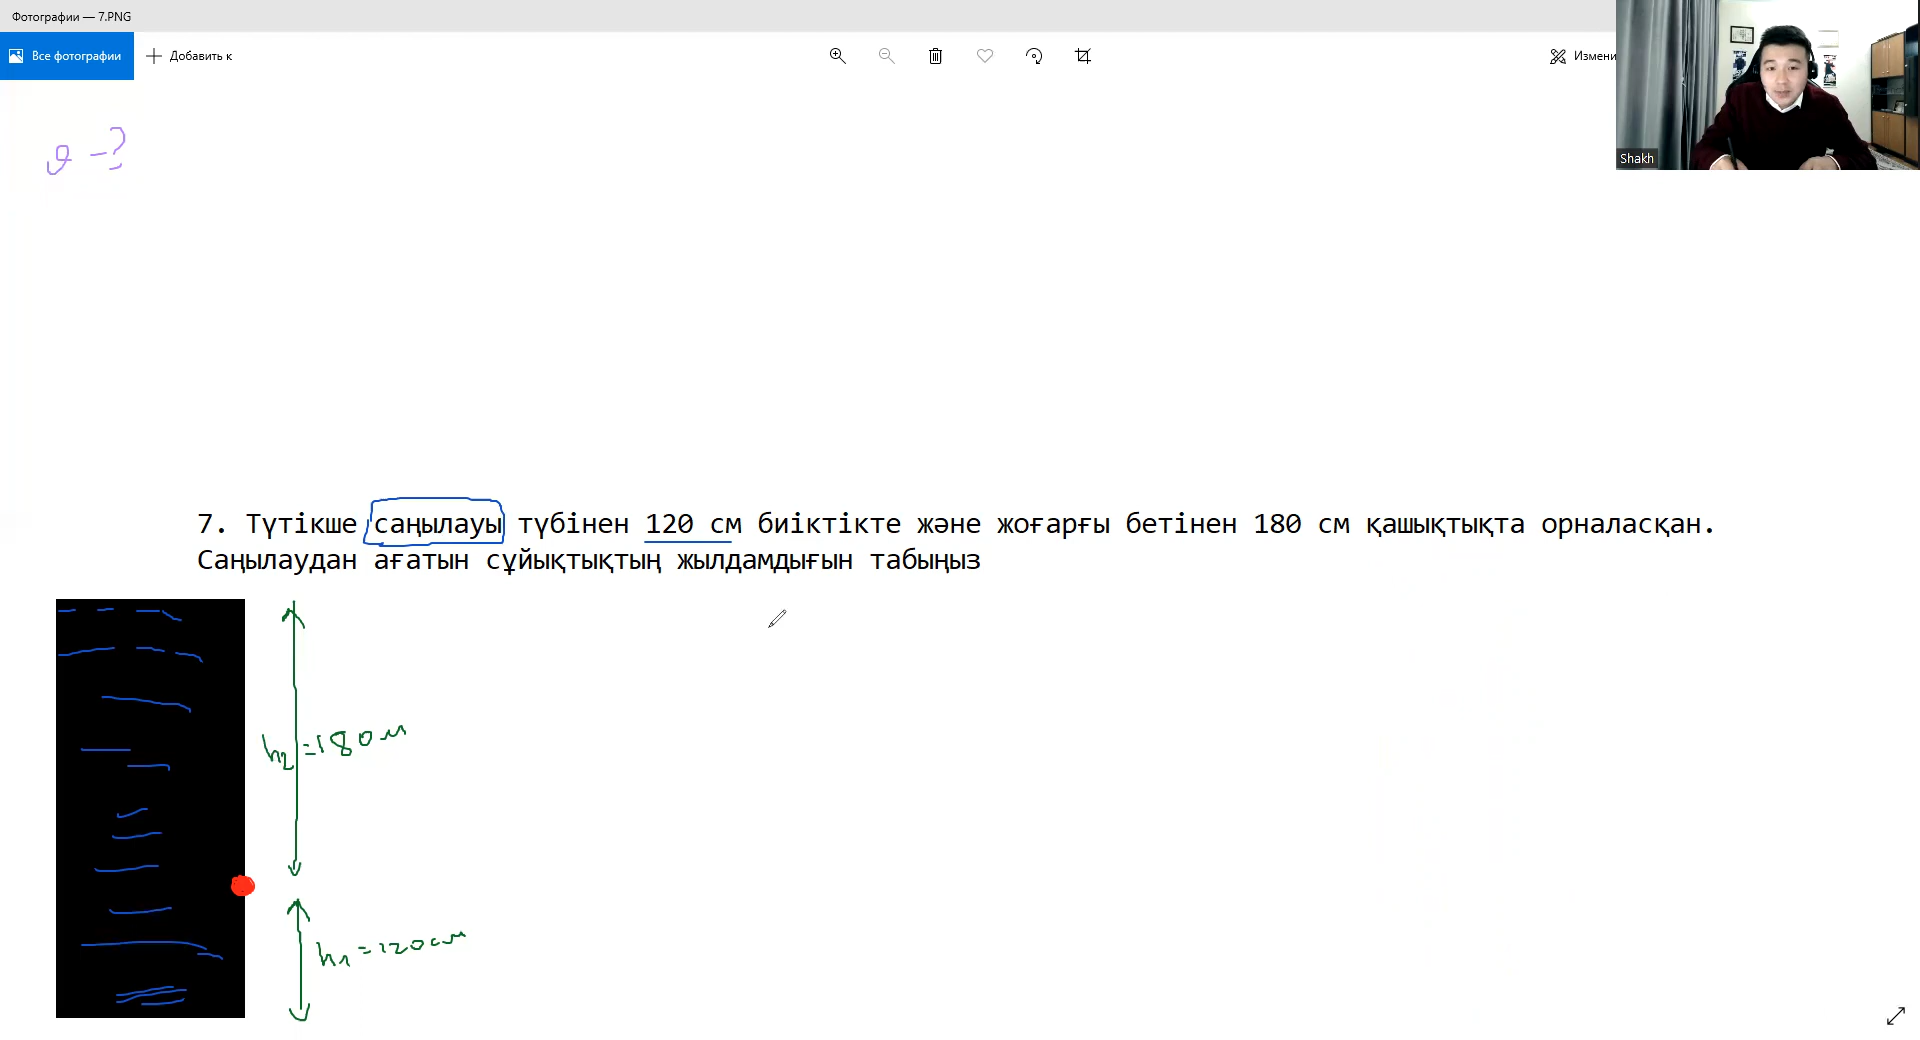 Фотографии — 7.PNG
Все фотографии
Добавить к
Измени
Shakh
υ -?
7. Түтікше саңылауы түбінен 120 см биіктікте және жоғарғы бетінен 180 см қашықтықта орналасқан.
Саңылаудан ағатын сұйықтықтың жылдамдығын табыңыз
h2 =180 м
h1 =120 см